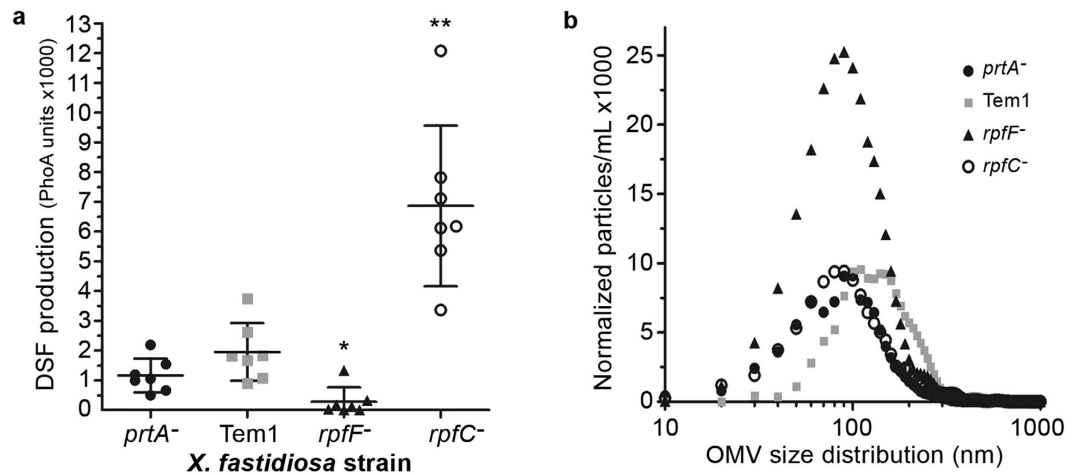 a
DSF production (PhoA units x1000)
13
12
11
10
9
8
7
6
5
4
3
2
1
0
**
*
prtA-
Tem1
rpfF-
rpfC-
X. fastidiosa strain
b
Normalized particles/mL x1000
25
20
15
10
5
0
prtA-
Tem1
rpfF-
rpfC-
10
100
1000
OMV size distribution (nm)